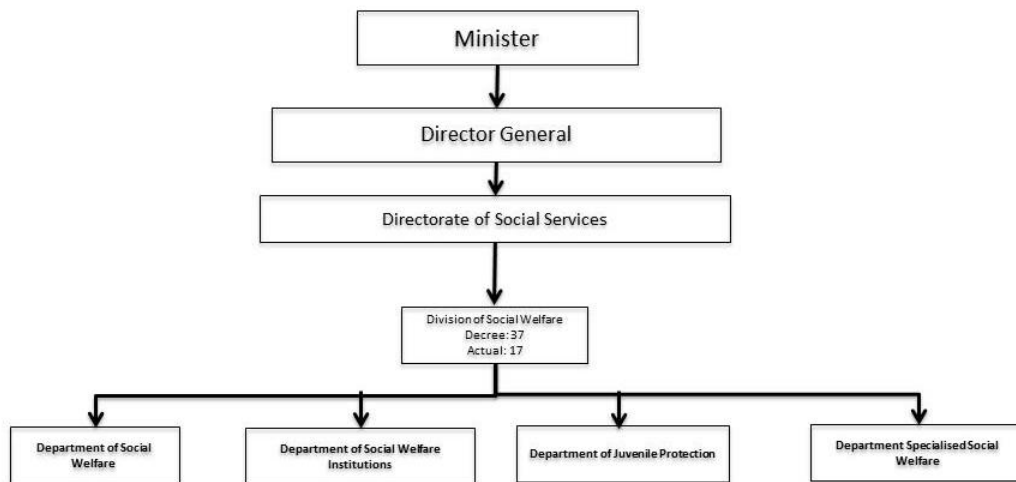 Minister
Director General
Directorate of Social Services
Division of Social Welfare
Decree: 37
Actual: 17
Department of Social
Welfare
Department of Social Welfare
Institutions
Department of Juvenile Protection
Department Specialised Social
Welfare